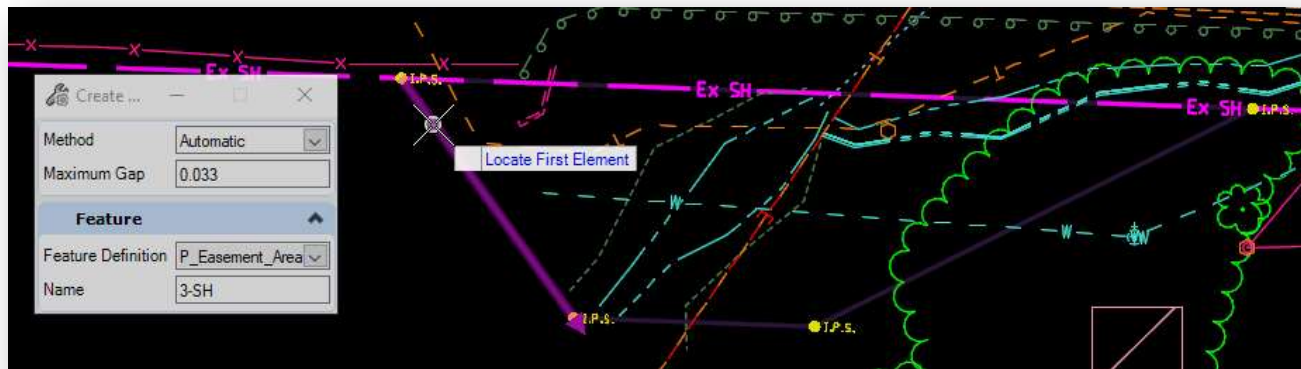 Ex SH
I.P.S.
Create ...
Method Automatic
Maximum Gap 0.033
Feature
Feature Definition P_Easement_Area
Name 3-SH
Locate First Element
Ex SH
Ex SH
I.P.S.
W
W
W
I.P.S.
I.P.S.